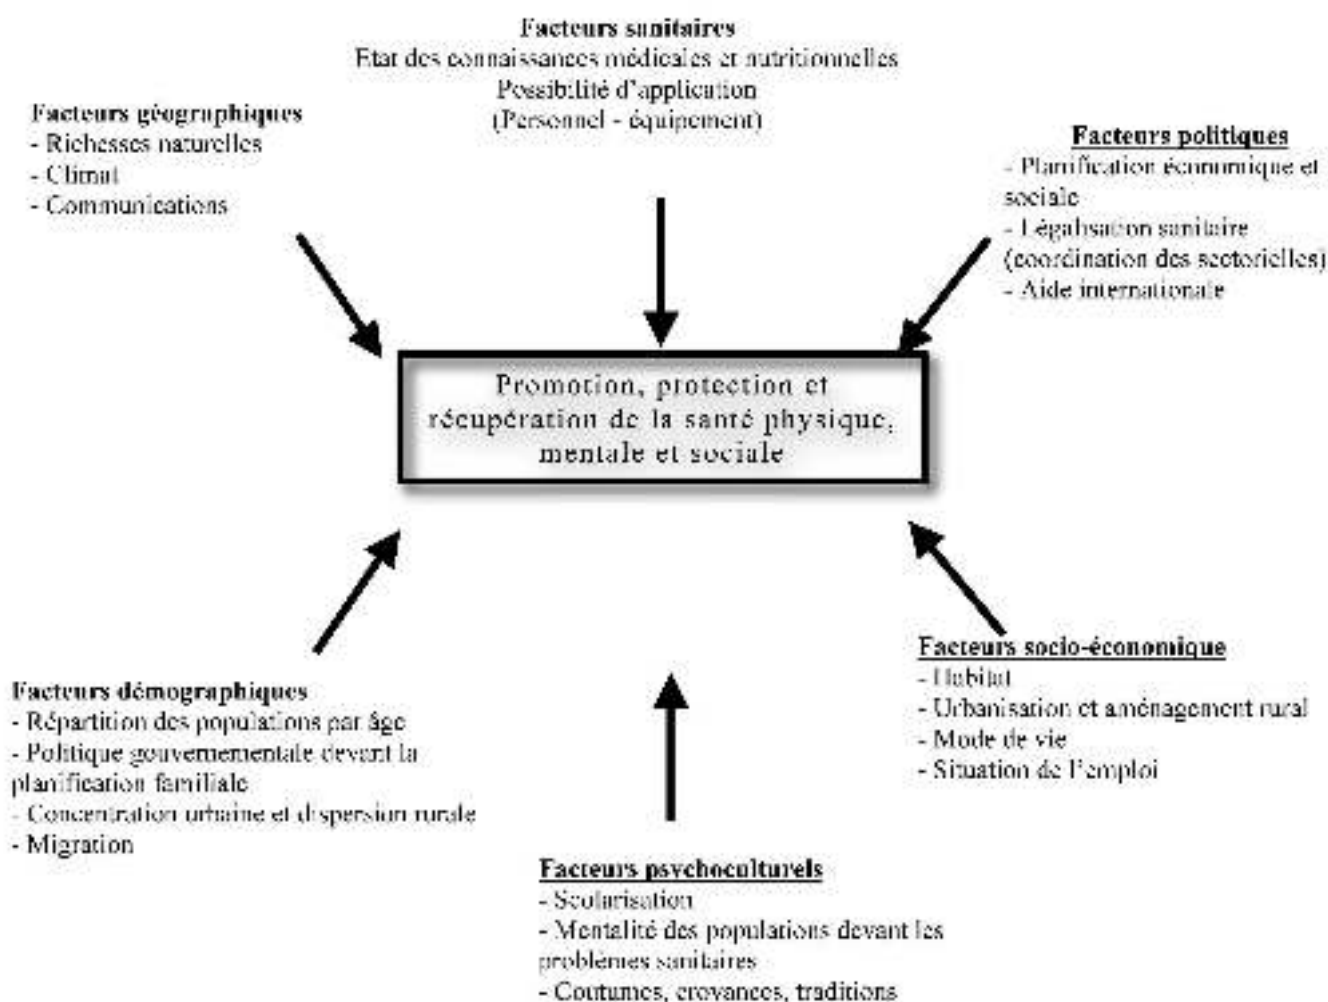 Facteurs sanitaires
Etat des connaissances médicales et nutritionnelles
Possibilité d'application
(Personnel - équipement)
Facteurs géographiques
- Richesses naturelles
- Climat
- Communications
Facteurs politiques
- Planification économique et
sociale
- Légalisation sanitaire
(coordination des sectorielles)
- Aide internationale
Promotion, protection et
récupération de la santé physique,
mentale et sociale
Facteurs démographiques
- Répartition des populations par âge
- Politique gouvernementale devant la
planification familiale
- Concentration urbaine et dispersion rurale
- Migration
Facteurs socio-économique
- Habitat
- Urbanisation et aménagement rural
- Mode de vie
- Situation de l'emploi
Facteurs psychoculturels
- Scolarisation
- Mentalité des populations devant les
problèmes sanitaires
- Coutumes, croyances, traditions